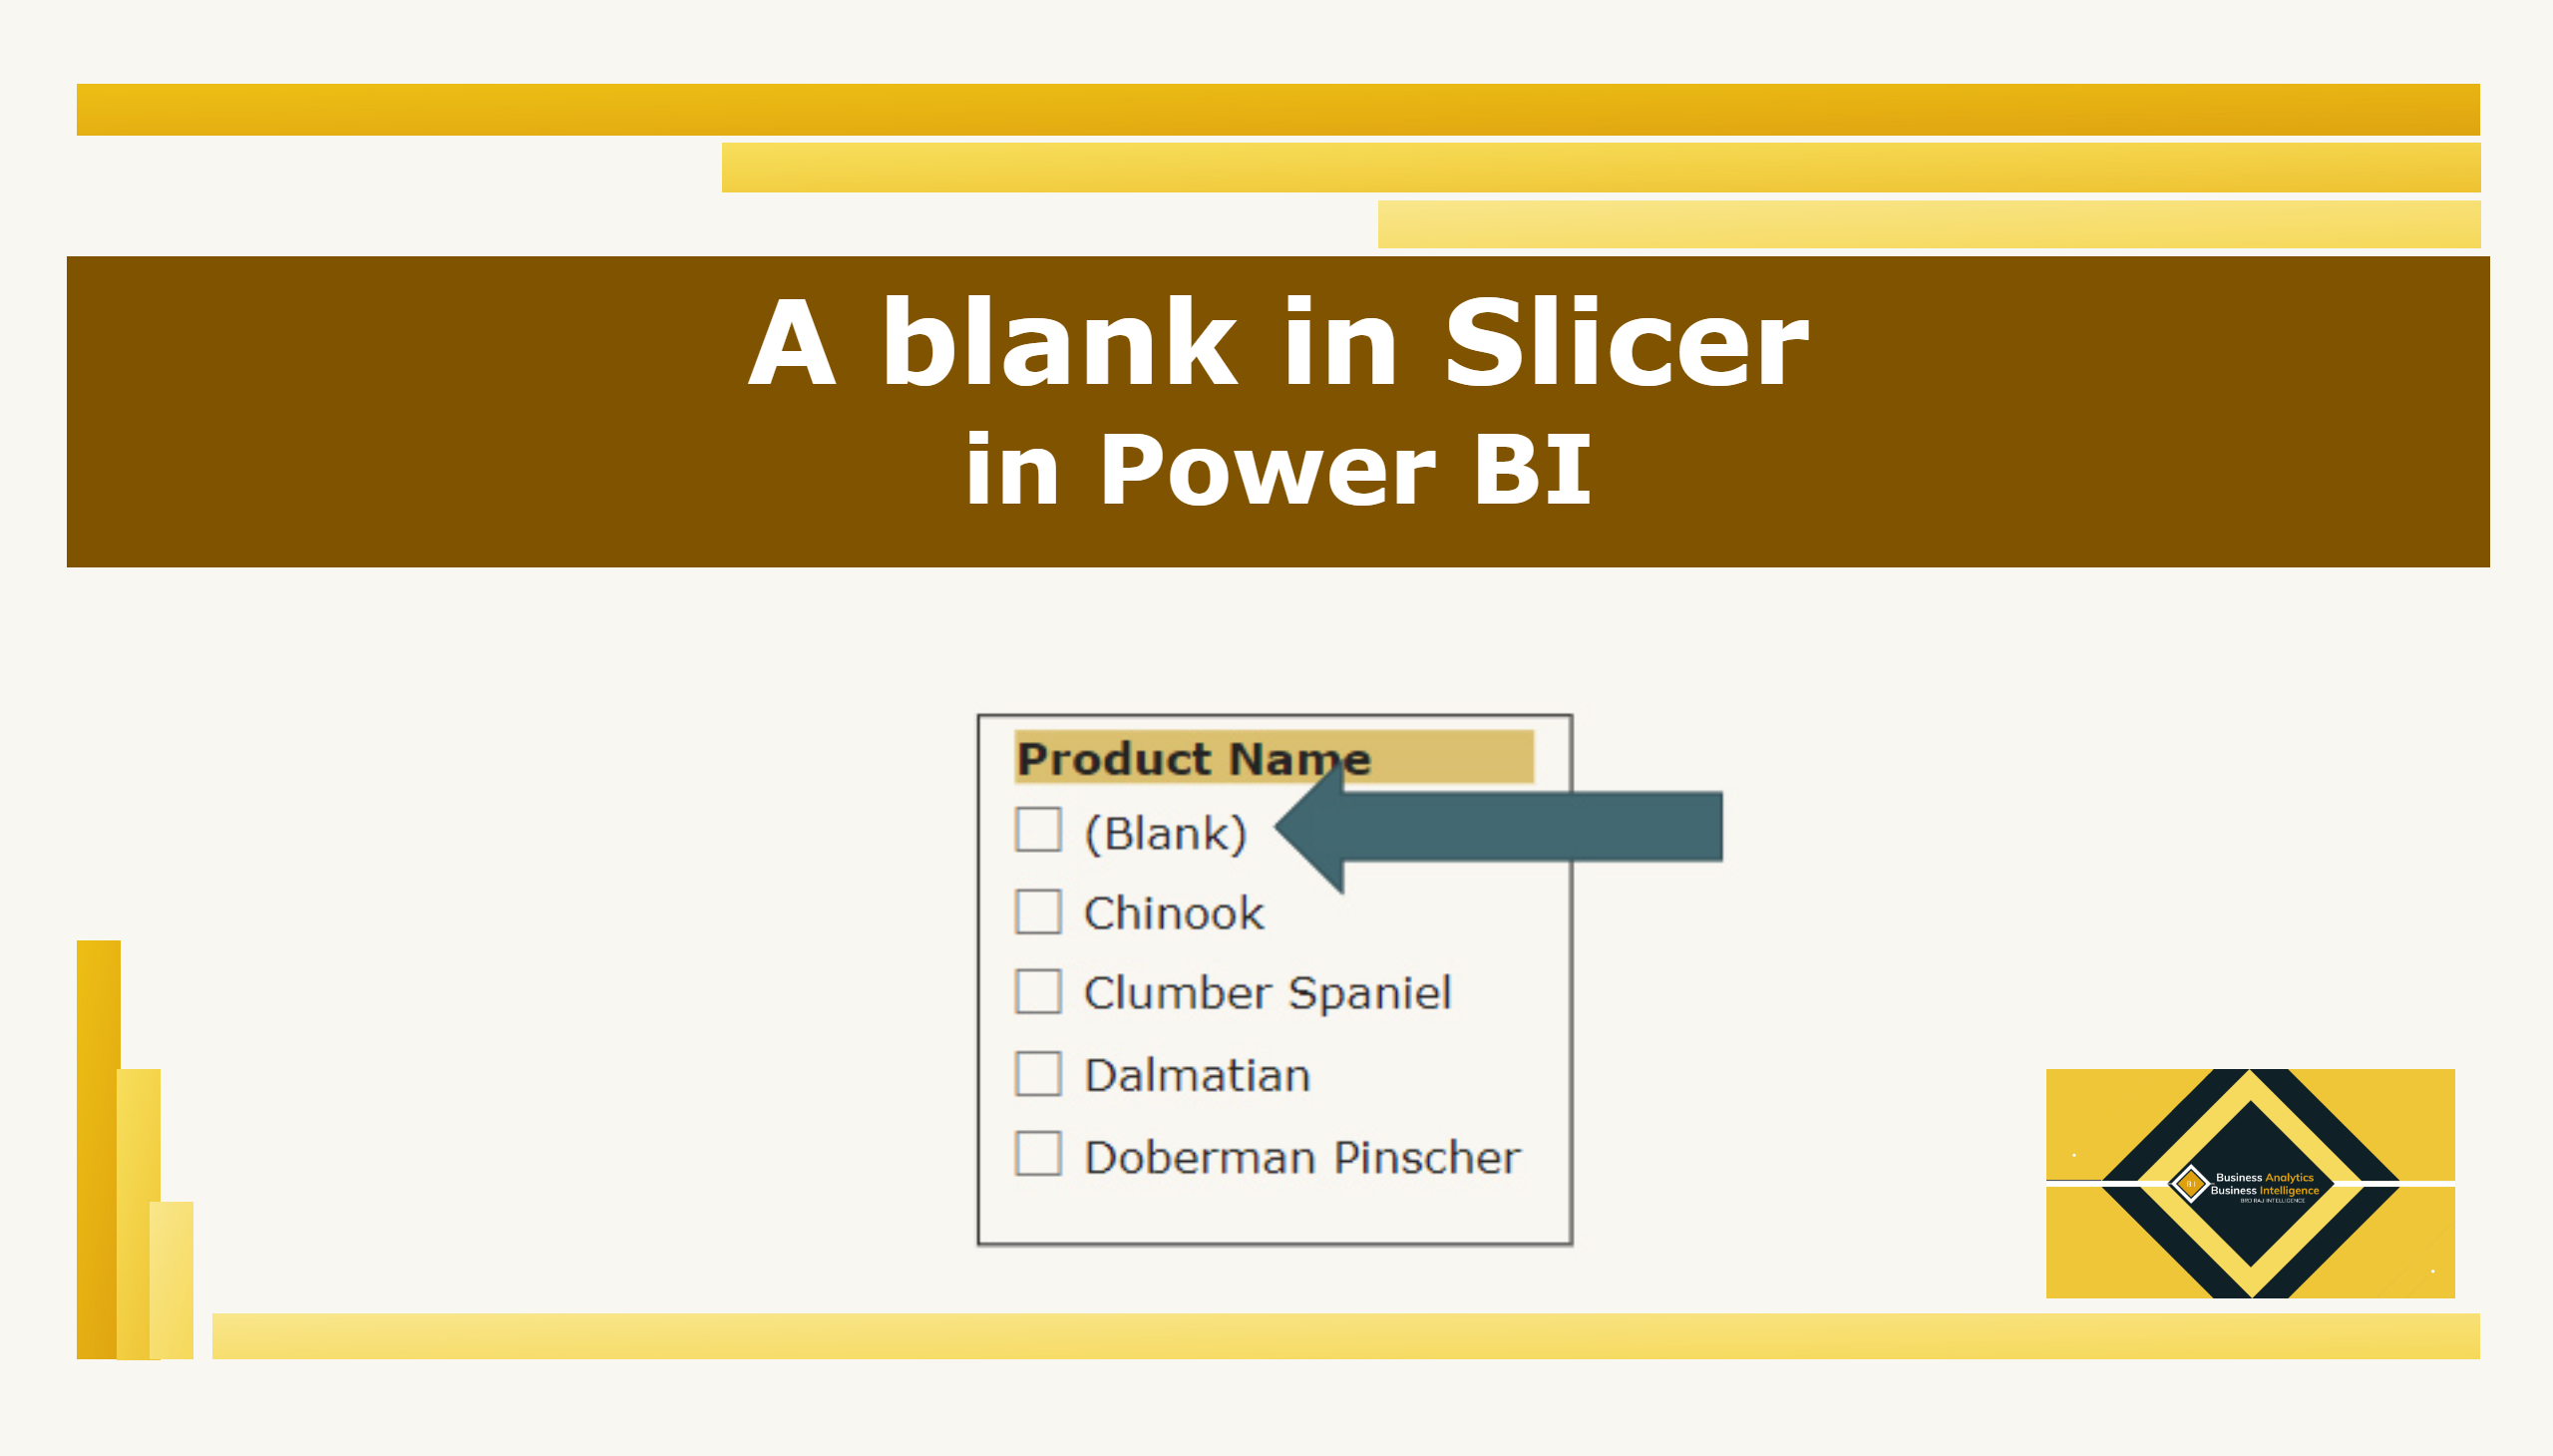 A blank in Slicer
in Power BI
Product Name
(Blank)
Chinook
Clumber Spaniel
Dalmatian
Doberman Pinscher
Business Analytics
Business Intelligence